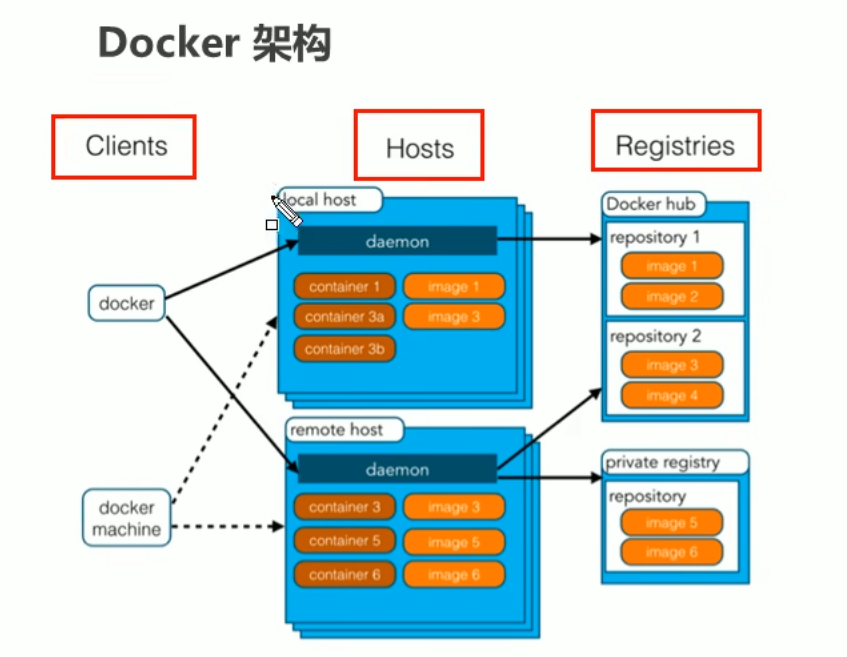 Docker 架构
Clients
Hosts
Registries
local host
daemon
container 1
image 1
container 3a
image 3
container 3b
docker
docker
machine
remote host
daemon
container 3
image 3
container 5
image 5
container 6
image 6
Docker hub
repository 1
image 1
image 2
repository 2
image 3
image 4
private registry
repository
image 5
image 6